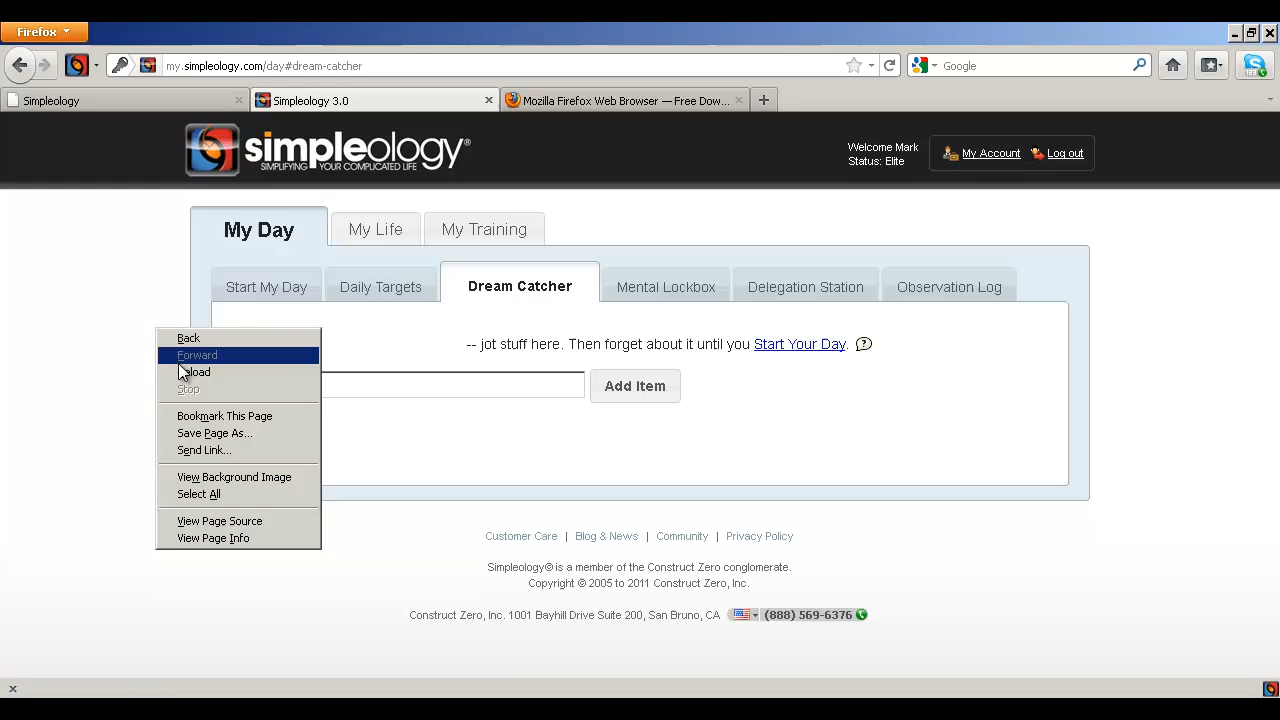 Firefox
my.simpleology.com/day#dream-catcher
Google
Simpleology
Simpleology 3.0
Mozilla Firefox Web Browser — Free Dow...
simpleology®
SIMPLIFYING YOUR COMPLICATED LIFE
Welcome Mark
Status: Elite
My Account
Log out
My Day
My Life
My Training
Start My Day
Daily Targets
Dream Catcher
Mental Lockbox
Delegation Station
Observation Log
-- jot stuff here. Then forget about it until you Start Your Day.
Add Item
Back
Forward
load
Stop
Bookmark This Page
Save Page As...
Send Link...
View Background Image
Select All
View Page Source
View Page Info
Customer Care | Blog & News | Community | Privacy Policy
Simpleology® is a member of the Construct Zero conglomerate.
Copyright © 2005 to 2011 Construct Zero, Inc.
Construct Zero, Inc. 1001 Bayhill Drive Suite 200, San Bruno, CA (888) 569-6376